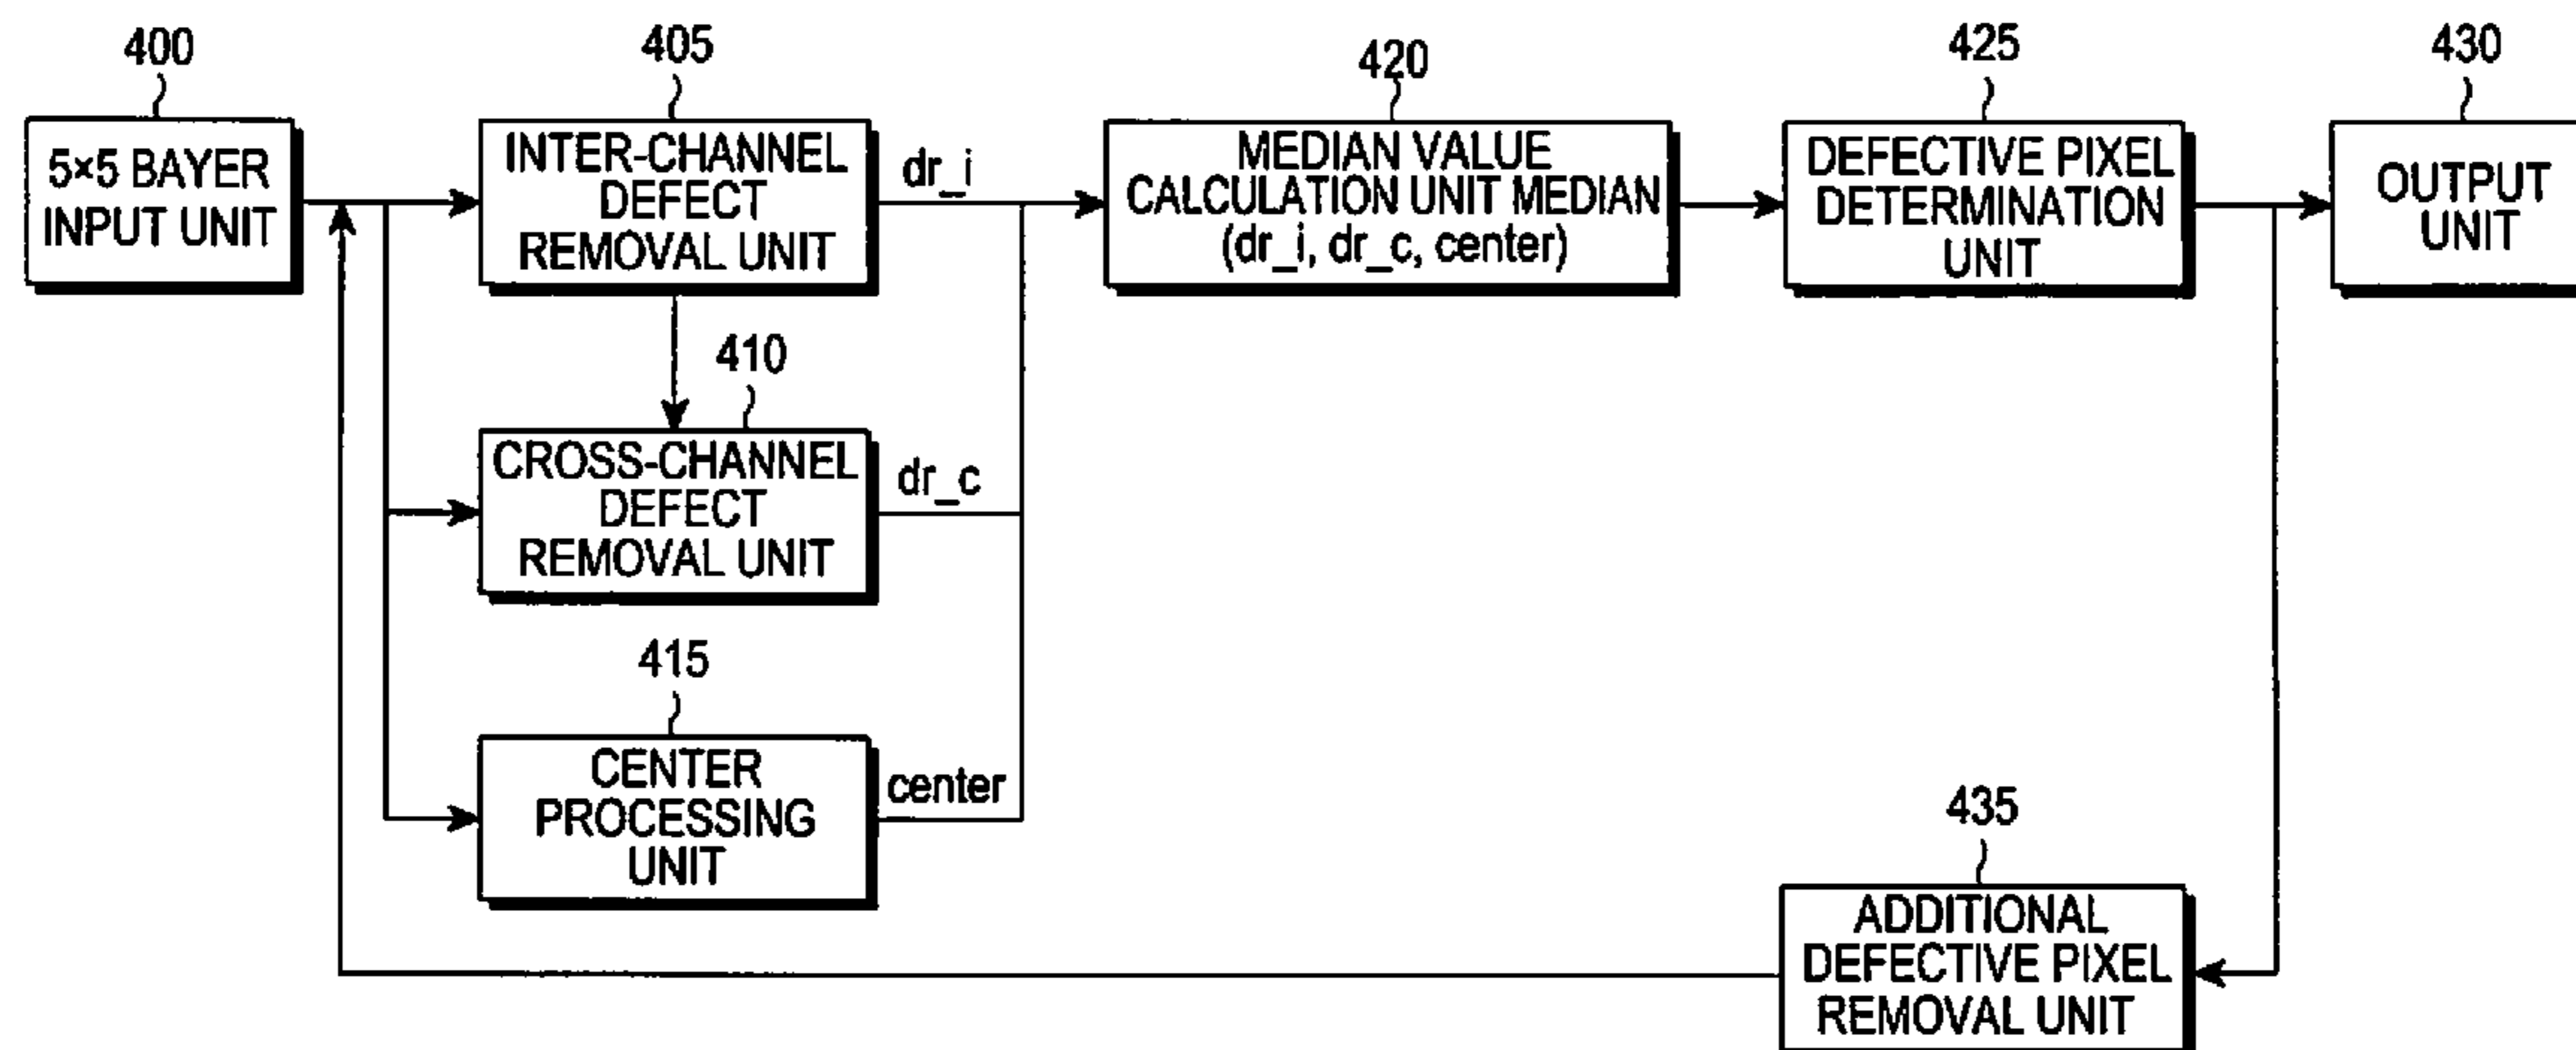 400
5×5 BAYER
INPUT UNIT
405
INTER-CHANNEL
DEFECT
REMOVAL UNIT
dr_i
420
MEDIAN VALUE
CALCULATION UNIT MEDIAN
(dr_i, dr_c, center)
425
DEFECTIVE PIXEL
DETERMINATION
UNIT
430
OUTPUT
UNIT
410
CROSS-CHANNEL
DEFECT
REMOVAL UNIT
dr_c
415
CENTER
PROCESSING
UNIT
center
435
ADDITIONAL
DEFECTIVE PIXEL
REMOVAL UNIT